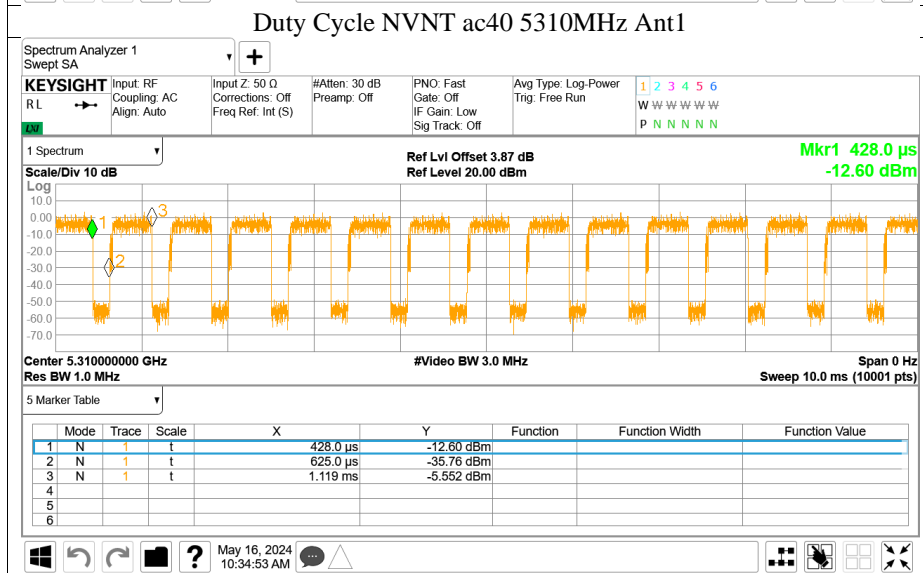 Duty Cycle NVNT ac40 5310MHz Ant1
Spectrum Analyzer 1
Swept SA
KEYSIGHT
RL
LXI
Input: RF
Coupling: AC
Align: Auto
Input Z: 50 Ω
Corrections: Off
Freq Ref: Int (S)
#Atten: 30 dB
Preamp: Off
PNO: Fast
Gate: Off
IF Gain: Low
Sig Track: Off
Avg Type: Log-Power
Trig: Free Run
1 2 3 4 5 6
W W W W W W
P N N N N N
1 Spectrum
Scale/Div 10 dB
Ref Lvl Offset 3.87 dB
Ref Level 20.00 dBm
Mkr1 428.0 µs
-12.60 dBm
Log
10.0
0.00
-10.0
-20.0
-30.0
-40.0
-50.0
-60.0
-70.0
1
2
3
Center 5.310000000 GHz
Res BW 1.0 MHz
#Video BW 3.0 MHz
Span 0 Hz
Sweep 10.0 ms (10001 pts)
5 Marker Table
Mode Trace Scale X Y Function Function Width Function Value
1 N 1 t 428.0 µs -12.60 dBm
2 N 1 t 625.0 µs -35.76 dBm
3 N 1 t 1.119 ms -5.552 dBm
4
5
6
?
May 16, 2024
10:34:53 AM